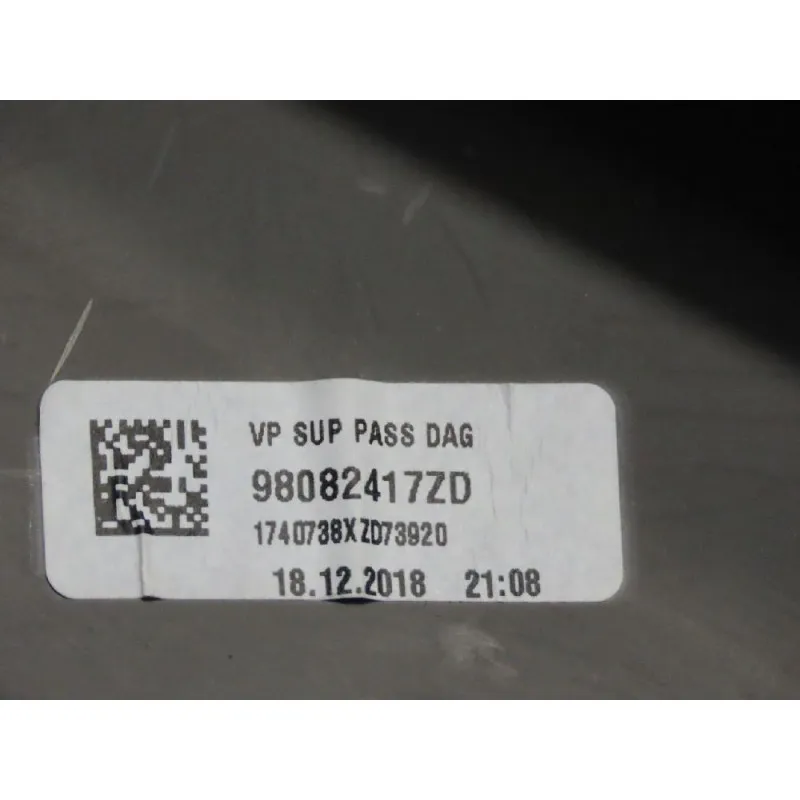 VP SUP PASS DAG
98082417ZD
1740738XZD73920
18.12.2018 21:08